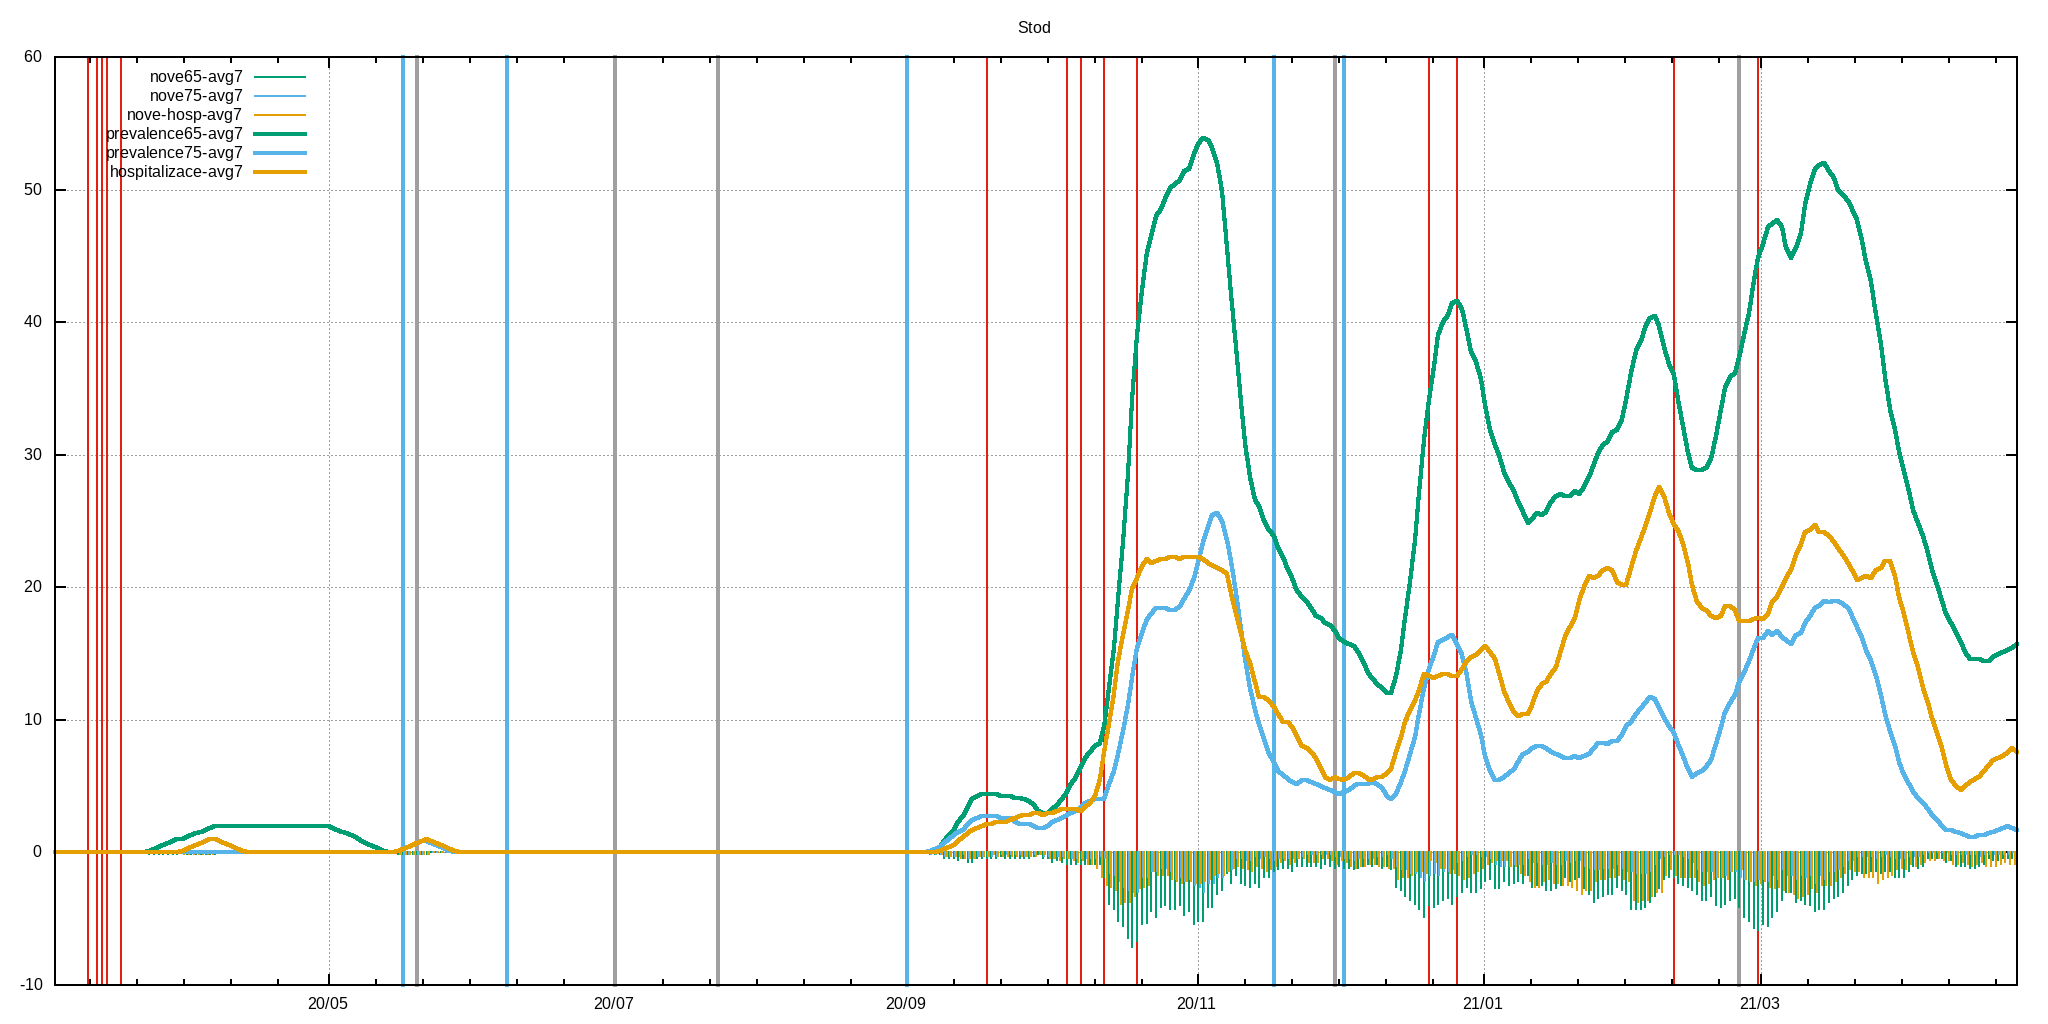 Stod
60
nove65-avg7
nove75-avg7
nove-hosp-avg7
prevalence65-avg7
prevalence75-avg7
hospitalizace-avg7
50
40
30
20
10
0
-10
20/05 20/07 20/09 20/11 21/01 21/03